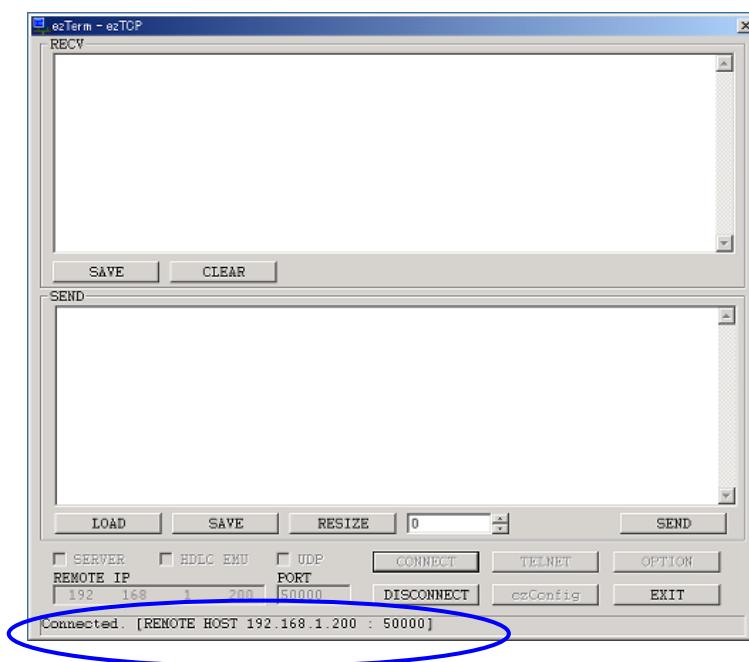 ezTerm - ezTCP
RECV
SAVE CLEAR
SEND
LOAD SAVE RESIZE 0 SEND
SERVER HDLC EMU UDP CONNECT TELNET OPTION
REMOTE IP PORT
192 168 1 200 50000 DISCONNECT ezConfig EXIT
Connected. [REMOTE HOST 192.168.1.200 : 50000]